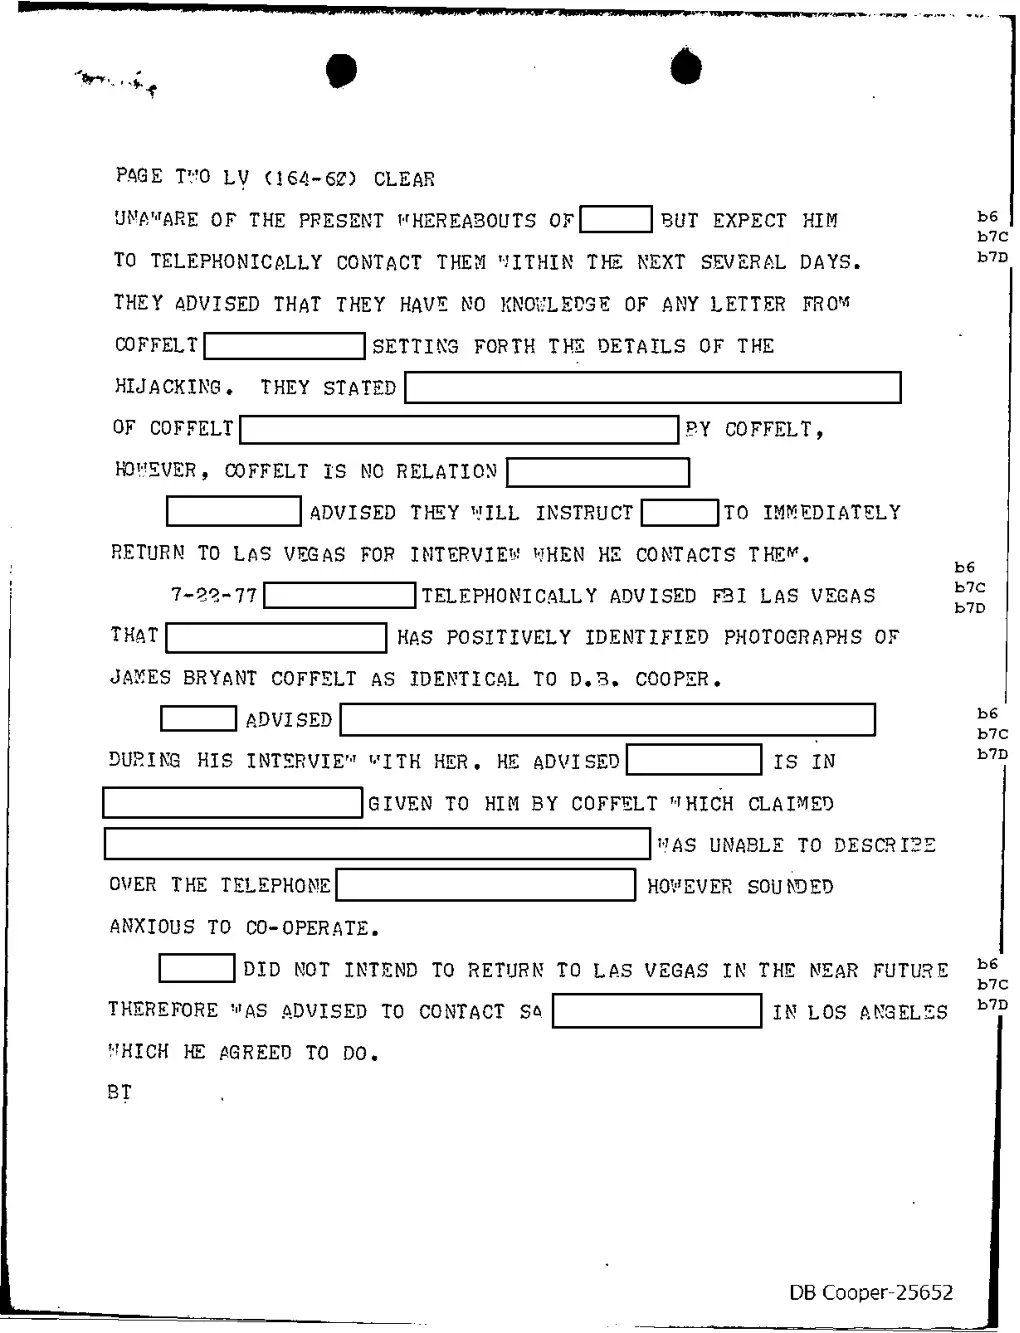 PAGE TWO LV (164-60) CLEAR
UNAWARE OF THE PRESENT WHEREABOUTS OF BUT EXPECT HIM b6
b7C
TO TELEPHONICALLY CONTACT THEM WITHIN THE NEXT SEVERAL DAYS. b7D
THEY ADVISED THAT THEY HAVE NO KNOWLEDGE OF ANY LETTER FROM
COFFELT SETTING FORTH THE DETAILS OF THE
HIJACKING. THEY STATED
OF COFFELT BY COFFELT,
HOWEVER, COFFELT IS NO RELATION
ADVISED THEY WILL INSTRUCT TO IMMEDIATELY
RETURN TO LAS VEGAS FOR INTERVIEW WHEN HE CONTACTS THEM.
b6
7-22-77 TELEPHONICALLY ADVISED FBI LAS VEGAS b7C
b7D
THAT HAS POSITIVELY IDENTIFIED PHOTOGRAPHS OF
JAMES BRYANT COFFELT AS IDENTICAL TO D.B. COOPER.
ADVISED b6
b7C
DURING HIS INTERVIEW WITH HER. HE ADVISED IS IN b7D
GIVEN TO HIM BY COFFELT WHICH CLAIMED
WAS UNABLE TO DESCRIBE
OVER THE TELEPHONE HOWEVER SOUNDED
ANXIOUS TO CO-OPERATE.
DID NOT INTEND TO RETURN TO LAS VEGAS IN THE NEAR FUTURE b6
b7C
THEREFORE WAS ADVISED TO CONTACT SA IN LOS ANGELES b7D
WHICH HE AGREED TO DO.
BT
DB Cooper-25652